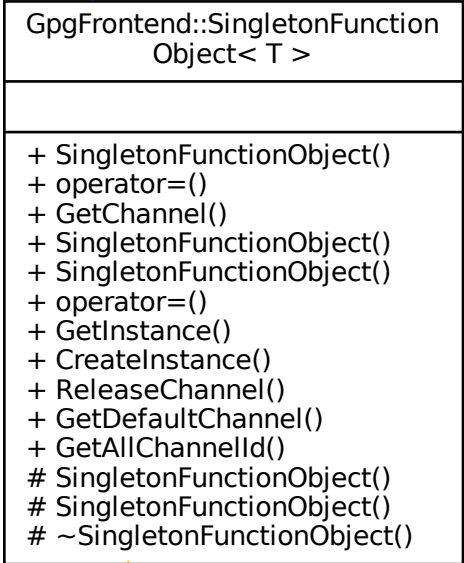 GpgFrontend::SingletonFunction
Object< T >
+ SingletonFunctionObject()
+ operator=()
+ GetChannel()
+ SingletonFunctionObject()
+ SingletonFunctionObject()
+ operator=()
+ GetInstance()
+ CreateInstance()
+ ReleaseChannel()
+ GetDefaultChannel()
+ GetAllChannelId()
# SingletonFunctionObject()
# SingletonFunctionObject()
# ~SingletonFunctionObject()